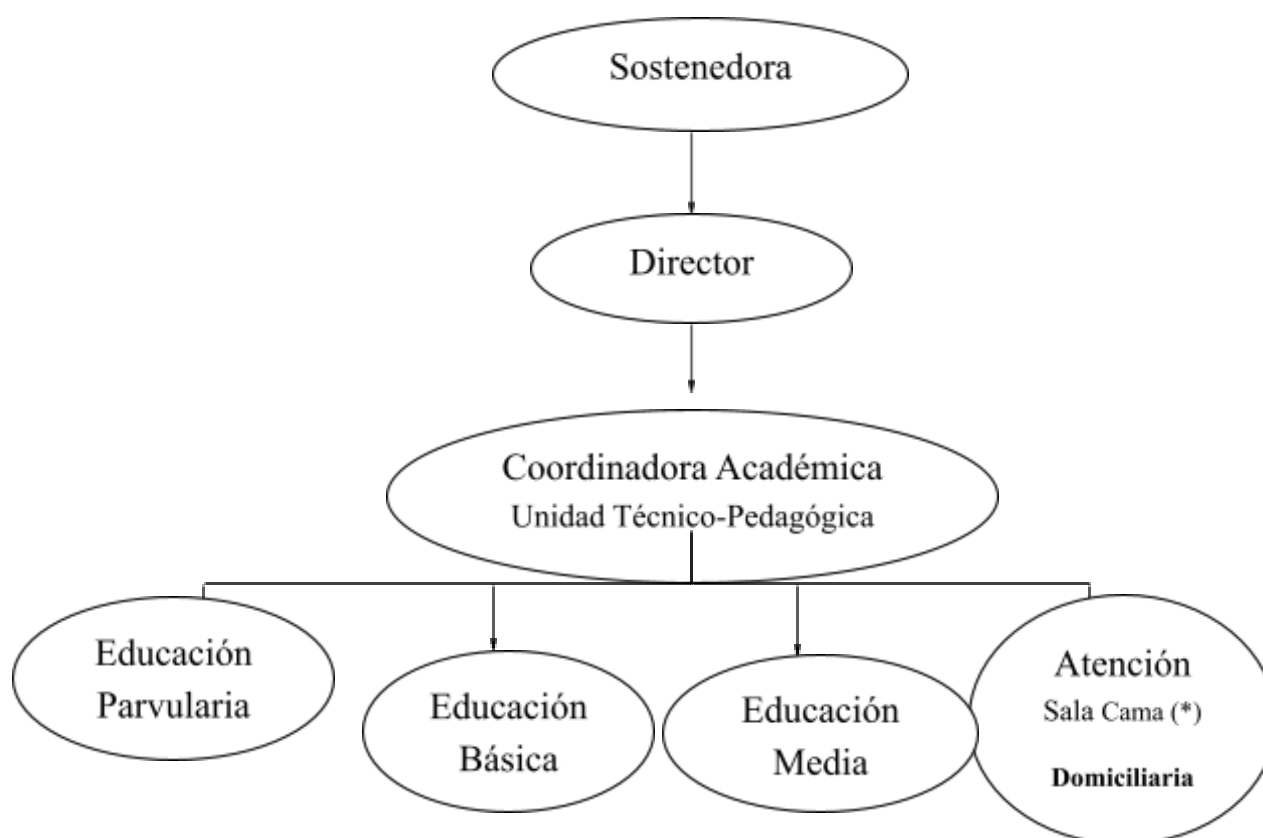 Sostenedora
Director
Coordinadora Académica
Unidad Técnico-Pedagógica
Educación
Parvularia
Educación
Básica
Educación
Media
Atención
Sala Cama (*)
Domiciliaria